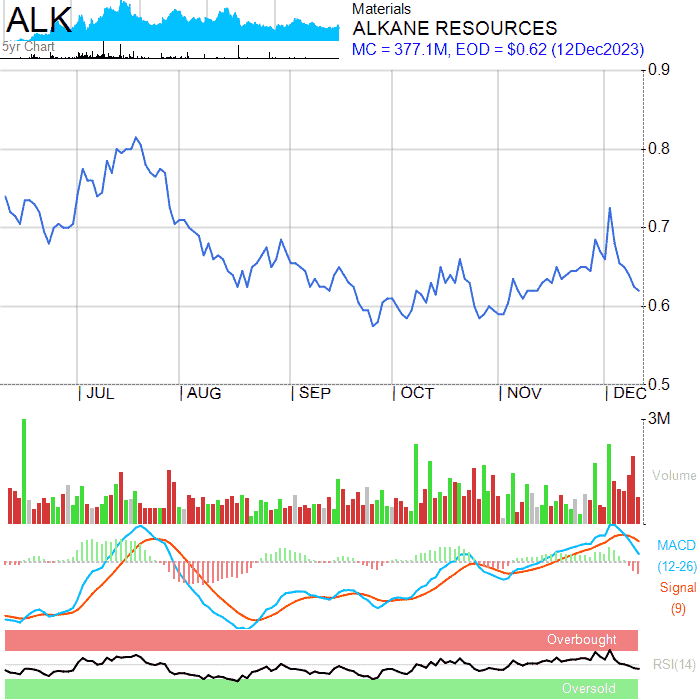 ALK
5yr Chart
Materials
ALKANE RESOURCES
MC = 377.1M, EOD = $0.62 (12Dec2023)
0.9
0.8
0.7
0.6
0.5
JUL AUG SEP OCT NOV DEC
3M
Volume
MACD
(12-26)
Signal
(9)
Overbought
RSI(14)
Oversold